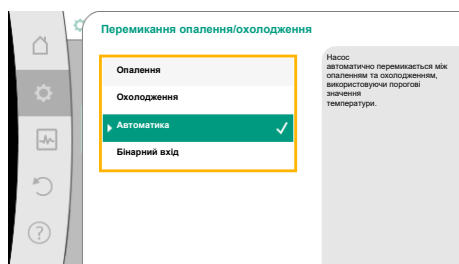 Перемикання опалення/охолодження
Опалення
Охолодження
Автоматика
Бінарний вхід
Насос
автоматично перемикається між
опаленням та охолодженням,
використовуючи порогові
значення
температури.
?